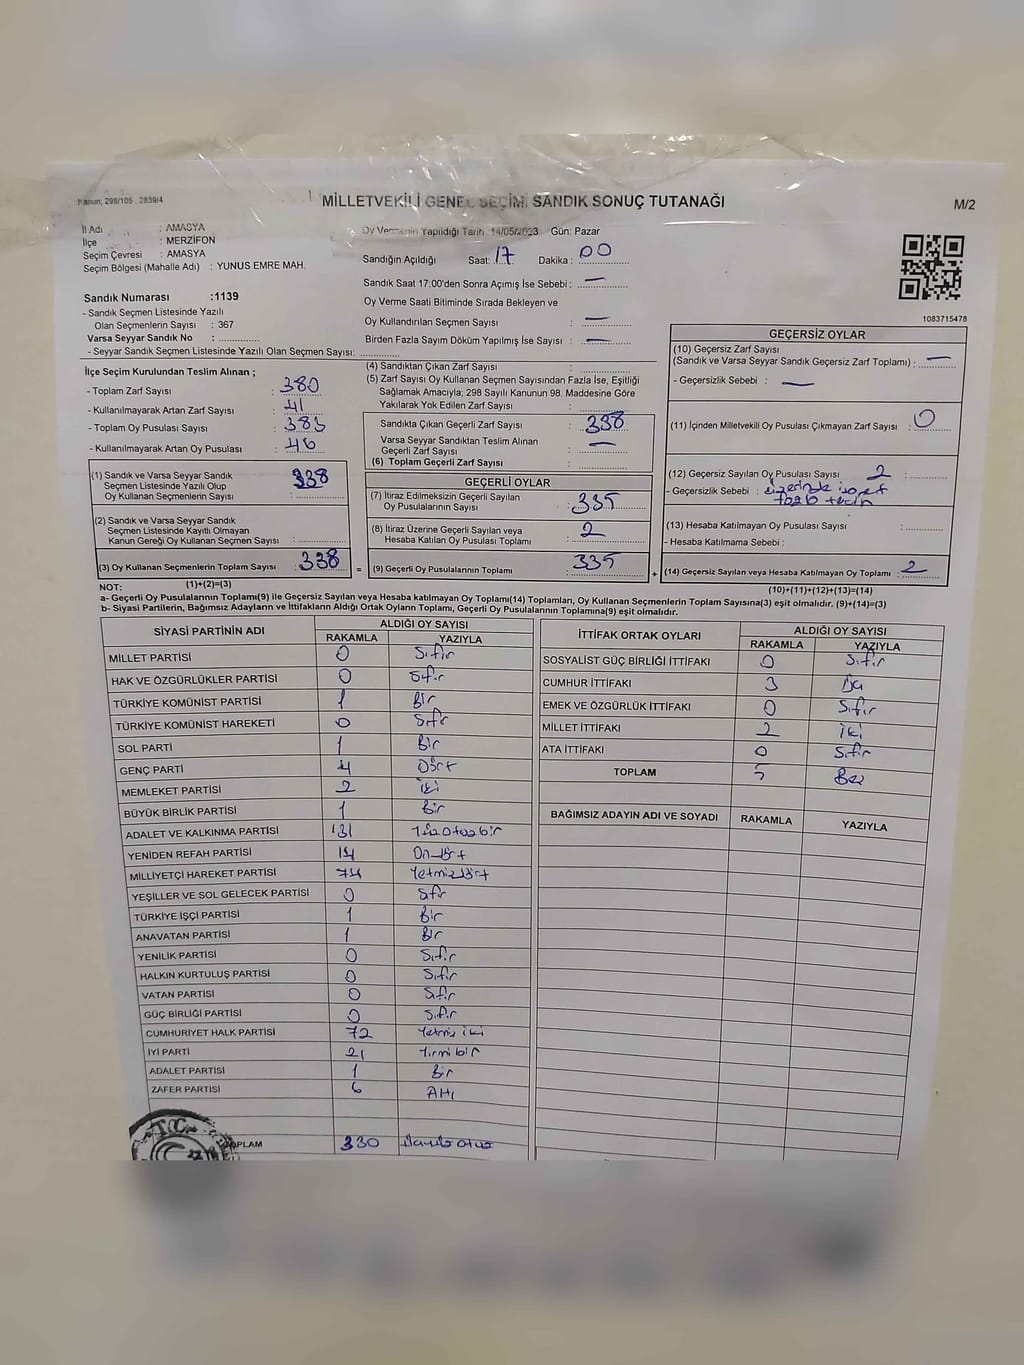 Kanun; 298/105 , 2839/4
MİLLETVEKİLİ GENEL SEÇİMİ SANDIK SONUÇ TUTANAĞI
M/2
İl Adı : AMASYA
İlçe : MERZİFON
Seçim Çevresi : AMASYA
Seçim Bölgesi (Mahalle Adı) : YUNUS EMRE MAH.
Oy Vermenin Yapıldığı Tarih 14/05/2023 Gün: Pazar
Sandığın Açıldığı Saat: 17 Dakika : 00
Sandık Saat 17:00'den Sonra Açımış İse Sebebi : —
Oy Verme Saati Bitiminde Sırada Bekleyen ve
Oy Kullandırılan Seçmen Sayısı : —
Birden Fazla Sayım Döküm Yapılmış İse Sayısı : —
1083715478
Sandık Numarası :1139
- Sandık Seçmen Listesinde Yazılı
Olan Seçmenlerin Sayısı : 367
Varsa Seyyar Sandık No :
- Seyyar Sandık Seçmen Listesinde Yazılı Olan Seçmen Sayısı:
İlçe Seçim Kurulundan Teslim Alınan ;
- Toplam Zarf Sayısı : 380
- Kullanılmayarak Artan Zarf Sayısı : 41
- Toplam Oy Pusulası Sayısı :
- Kullanılmayarak Artan Oy Pusulası : 46
(1) Sandık ve Varsa Seyyar Sandık
Seçmen Listesinde Yazılı Olup
Oy Kullanan Seçmenlerin Sayısı : 338
(2) Sandık ve Varsa Seyyar Sandık
Seçmen Listesinde Kayıtlı Olmayan
Kanun Gereği Oy Kullanan Seçmen Sayısı :
(3) Oy Kullanan Seçmenlerin Toplam Sayısı : 338
(1)+(2)=(3)
(4) Sandıktan Çıkan Zarf Sayısı :
(5) Zarf Sayısı Oy Kullanan Seçmen Sayısından Fazla İse, Eşitliği
Sağlamak Amacıyla; 298 Sayılı Kanunun 98. Maddesine Göre
Yakılarak Yok Edilen Zarf Sayısı :
Sandıkta Çıkan Geçerli Zarf Sayısı : 338
Varsa Seyyar Sandıktan Teslim Alınan
Geçerli Zarf Sayısı : —
(6) Toplam Geçerli Zarf Sayısı :
GEÇERLİ OYLAR
(7) İtiraz Edilmeksizin Geçerli Sayılan
Oy Pusulalarının Sayısı : 335
(8) İtiraz Üzerine Geçerli Sayılan veya
Hesaba Katılan Oy Pusulası Toplamı : 2
= (9) Geçerli Oy Pusulalarının Toplamı : 335
GEÇERSİZ OYLAR
(10) Geçersiz Zarf Sayısı
(Sandık ve Varsa Seyyar Sandık Geçersiz Zarf Toplamı) : —
- Geçersizlik Sebebi : —
(11) İçinden Milletvekili Oy Pusulası Çıkmayan Zarf Sayısı : 0
(12) Geçersiz Sayılan Oy Pusulası Sayısı : 2
- Geçersizlik Sebebi : üzerinde işaret
(13) Hesaba Katılmayan Oy Pusulası Sayısı :
- Hesaba Katılmama Sebebi :
+ (14) Geçersiz Sayılan veya Hesaba Katılmayan Oy Toplamı : 2
(10)+(11)+(12)+(13)=(14)
NOT:
a- Geçerli Oy Pusulalarının Toplamı(9) ile Geçersiz Sayılan veya Hesaba katılmayan Oy Toplamı(14) Toplamları, Oy Kullanan Seçmenlerin Toplam Sayısına(3) eşit olmalıdır. (9)+(14)=(3)
b- Siyasi Partilerin, Bağımsız Adayların ve İttifakların Aldığı Ortak Oyların Toplamı, Geçerli Oy Pusulalarının Toplamına(9) eşit olmalıdır.
SİYASİ PARTİNİN ADI ALDIĞI OY SAYISI
RAKAMLA YAZIYLA
MİLLET PARTİSİ 0 Sıfır
HAK VE ÖZGÜRLÜKLER PARTİSİ 0 Sıfır
TÜRKİYE KOMÜNİST PARTİSİ 1 Bir
TÜRKİYE KOMÜNİST HAREKETİ 0 Sıfır
SOL PARTİ 1 Bir
GENÇ PARTİ 4 Dört
MEMLEKET PARTİSİ 2 İki
BÜYÜK BİRLİK PARTİSİ 1 Bir
ADALET VE KALKINMA PARTİSİ 131 Yüzotuzbir
YENİDEN REFAH PARTİSİ 14 Ondört
MİLLİYETÇİ HAREKET PARTİSİ 74 Yetmişdört
YEŞİLLER VE SOL GELECEK PARTİSİ 0 Sıfır
TÜRKİYE İŞÇİ PARTİSİ 1 Bir
ANAVATAN PARTİSİ 1 Bir
YENİLİK PARTİSİ 0 Sıfır
HALKIN KURTULUŞ PARTİSİ 0 Sıfır
VATAN PARTİSİ 0 Sıfır
GÜÇ BİRLİĞİ PARTİSİ 0 Sıfır
CUMHURİYET HALK PARTİSİ 72 Yetmiş iki
İYİ PARTİ 21 Yirmi bir
ADALET PARTİSİ 1 Bir
ZAFER PARTİSİ 6 Altı
T.C.
TOPLAM 330
İTTİFAK ORTAK OYLARI ALDIĞI OY SAYISI
RAKAMLA YAZIYLA
SOSYALİST GÜÇ BİRLİĞİ İTTİFAKI 0 Sıfır
CUMHUR İTTİFAKI 3 Üç
EMEK VE ÖZGÜRLÜK İTTİFAKI 0 Sıfır
MİLLET İTTİFAKI 2 İki
ATA İTTİFAKI 0 Sıfır
TOPLAM 5 Beş
BAĞIMSIZ ADAYIN ADI VE SOYADI RAKAMLA YAZIYLA